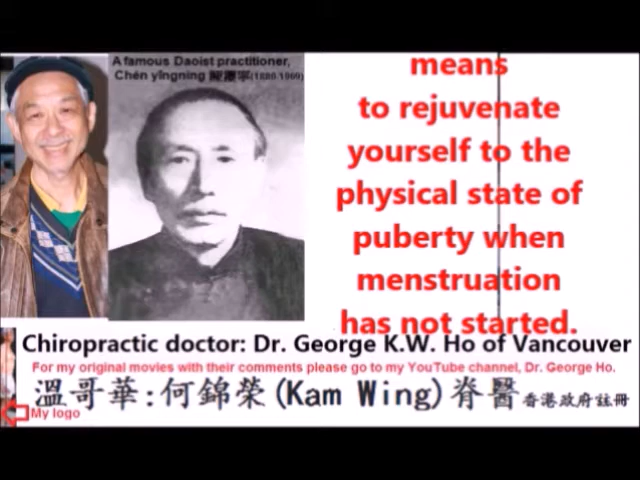 A famous Daoist practitioner,
Chén yīngníng 陳攖寧(1880-1969)
means
to rejuvenate
yourself to the
physical state of
puberty when
menstruation
has not started.
Chiropractic doctor: Dr. George K.W. Ho of Vancouver
For my original movies with their comments please go to my YouTube channel, Dr. George Ho.
溫哥華:何錦榮(Kam Wing)脊醫香港政府註冊
My logo